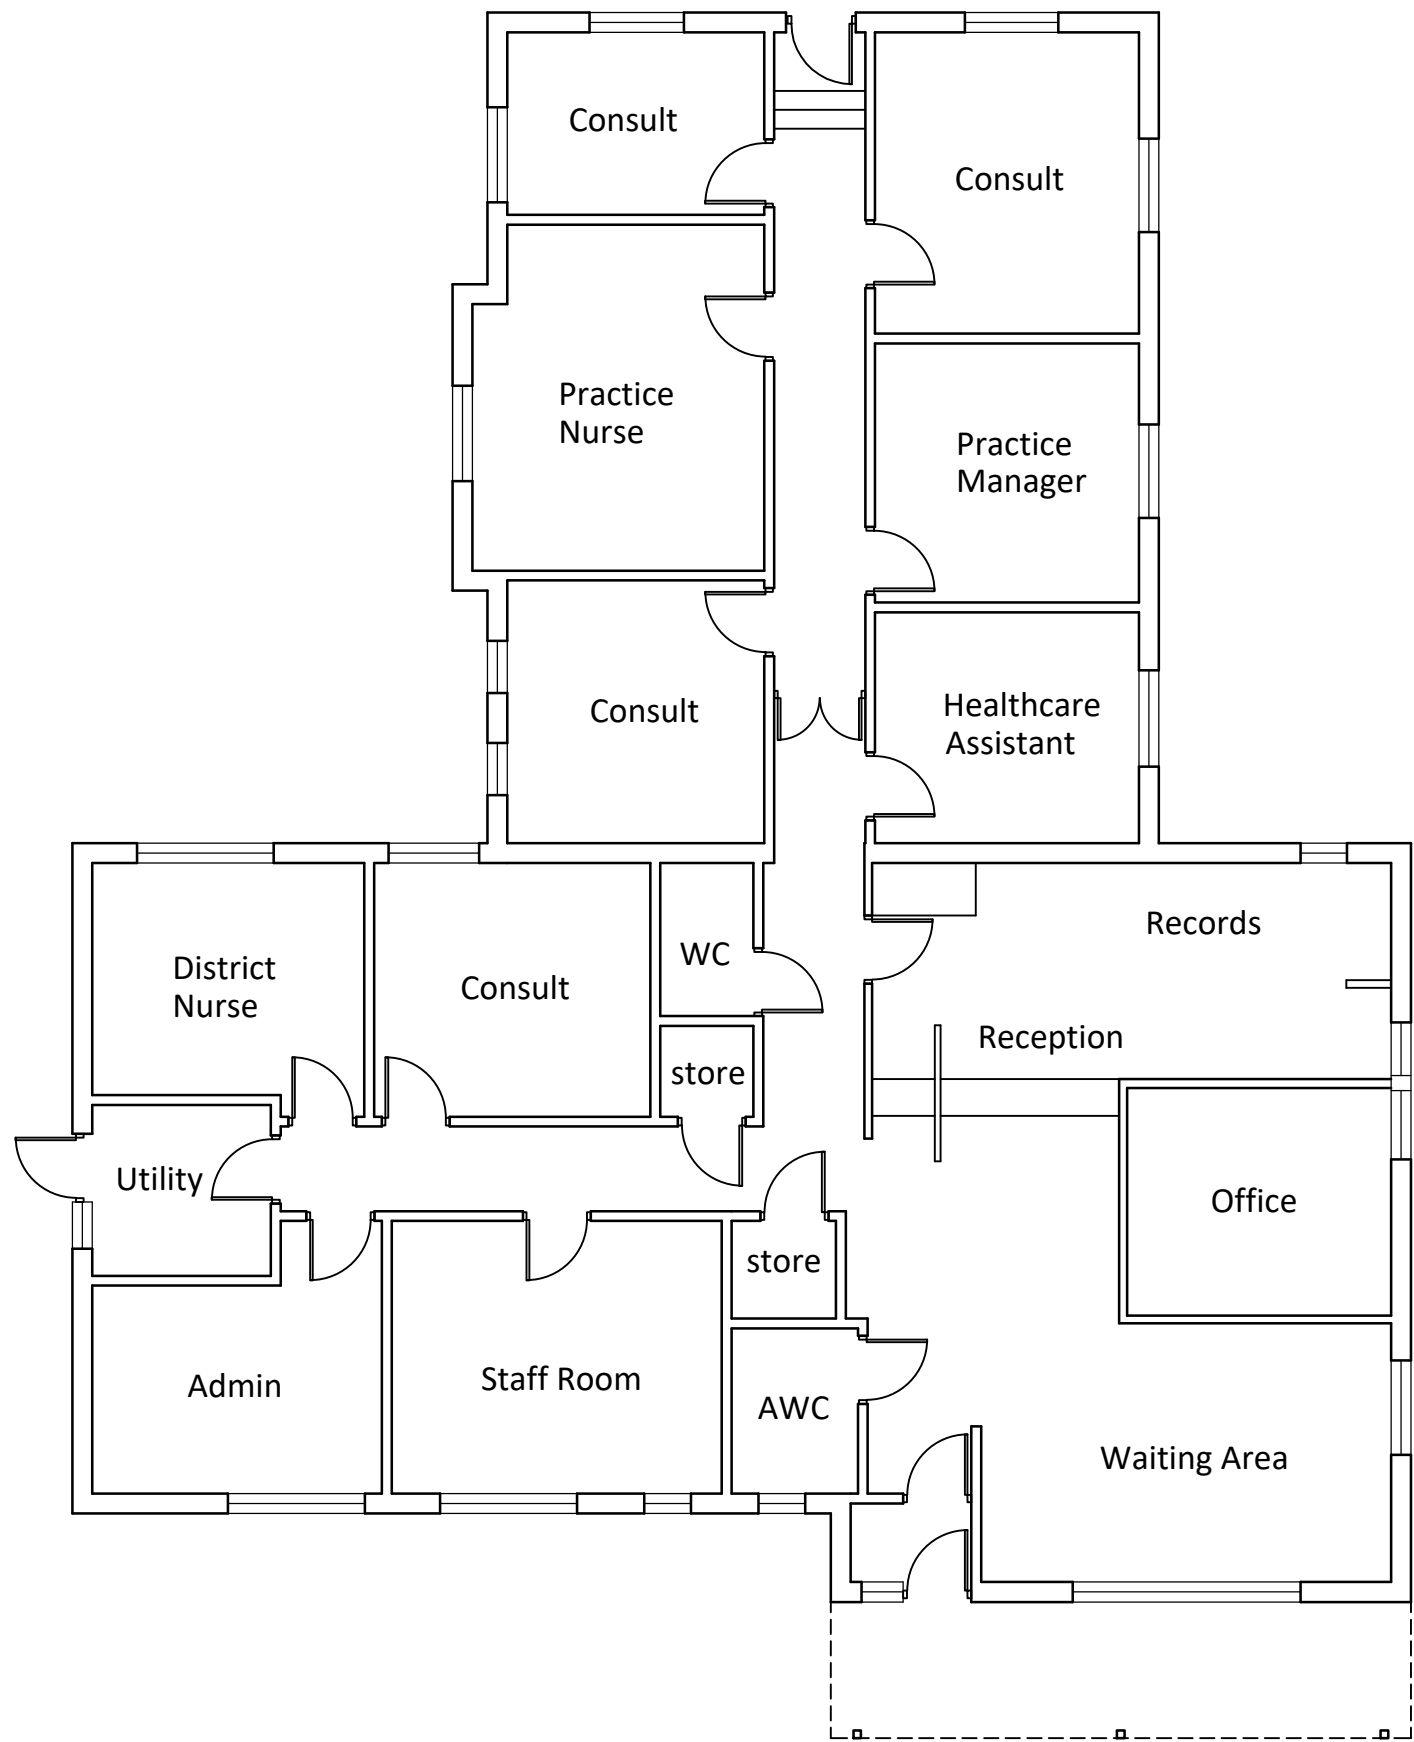 Consult
Consult
Practice
Nurse
Practice
Manager
Consult
Healthcare
Assistant
Records
District
Nurse
Consult
WC
Reception
store
Utility
Office
store
Admin
Staff Room
AWC
Waiting Area